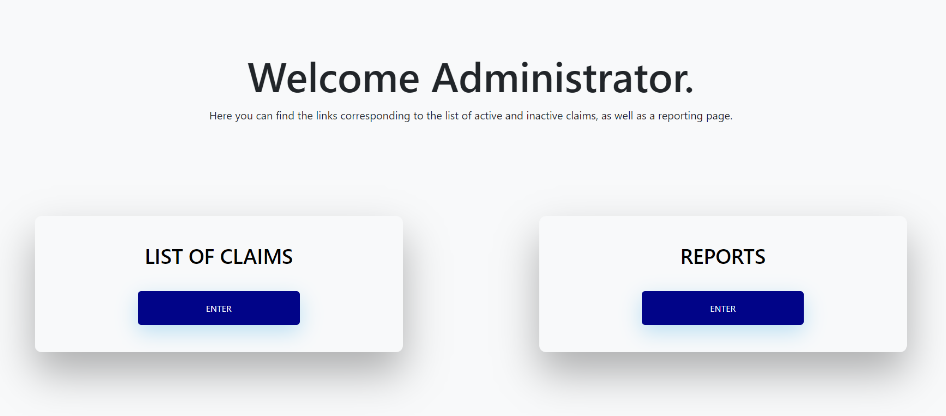 Welcome Administrator.
Here you can find the links corresponding to the list of active and inactive claims, as well as a reporting page.
LIST OF CLAIMS
ENTER
REPORTS
ENTER